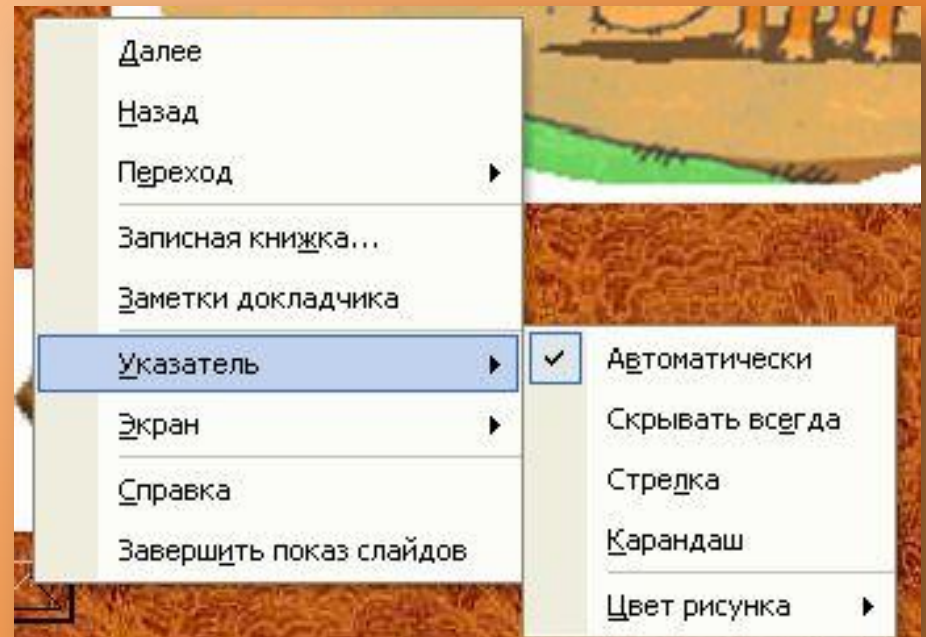 Далее
Назад
Переход
Записная книжка...
Заметки докладчика
Указатель
Экран
Справка
Завершить показ слайдов
Автоматически
Скрывать всегда
Стрелка
Карандаш
Цвет рисунка